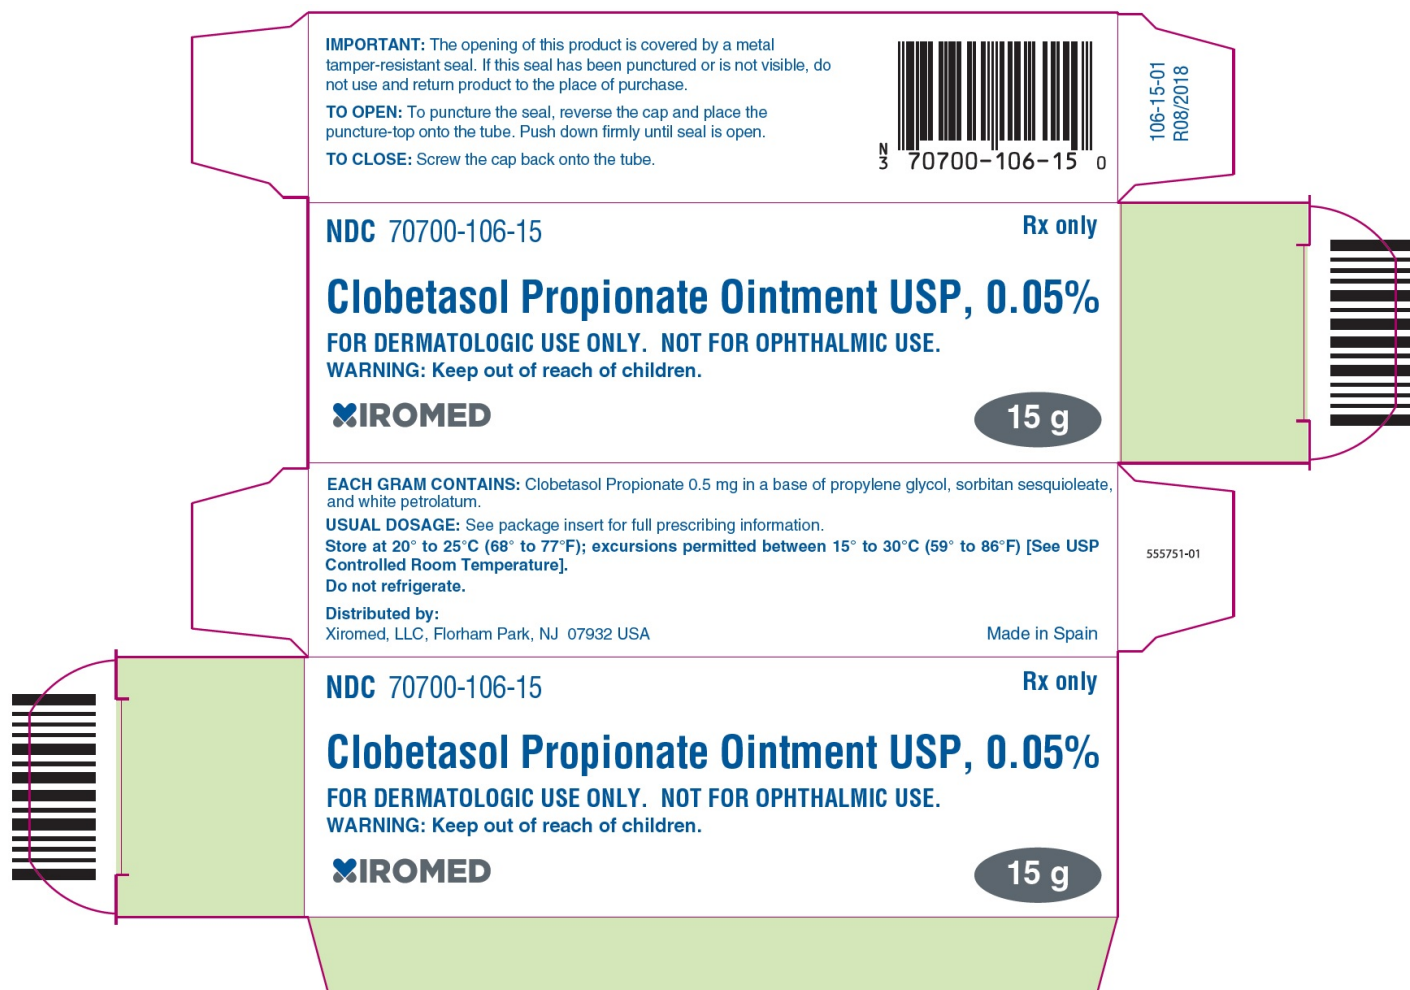 IMPORTANT: The opening of this product is covered by a metal
tamper-resistant seal. If this seal has been punctured or is not visible, do
not use and return product to the place of purchase.
TO OPEN: To puncture the seal, reverse the cap and place the
puncture-top onto the tube. Push down firmly until seal is open.
TO CLOSE: Screw the cap back onto the tube.
N
3 70700-106-15 0
106-15-01
R08/2018
NDC 70700-106-15
Rx only
Clobetasol Propionate Ointment USP, 0.05%
FOR DERMATOLOGIC USE ONLY. NOT FOR OPHTHALMIC USE.
WARNING: Keep out of reach of children.
XIROMED
15 g
EACH GRAM CONTAINS: Clobetasol Propionate 0.5 mg in a base of propylene glycol, sorbitan sesquioleate,
and white petrolatum.
USUAL DOSAGE: See package insert for full prescribing information.
Store at 20° to 25°C (68° to 77°F); excursions permitted between 15° to 30°C (59° to 86°F) [See USP
Controlled Room Temperature].
Do not refrigerate.
Distributed by:
Xiromed, LLC, Florham Park, NJ 07932 USA
Made in Spain
555751-01
NDC 70700-106-15
Rx only
Clobetasol Propionate Ointment USP, 0.05%
FOR DERMATOLOGIC USE ONLY. NOT FOR OPHTHALMIC USE.
WARNING: Keep out of reach of children.
XIROMED
15 g